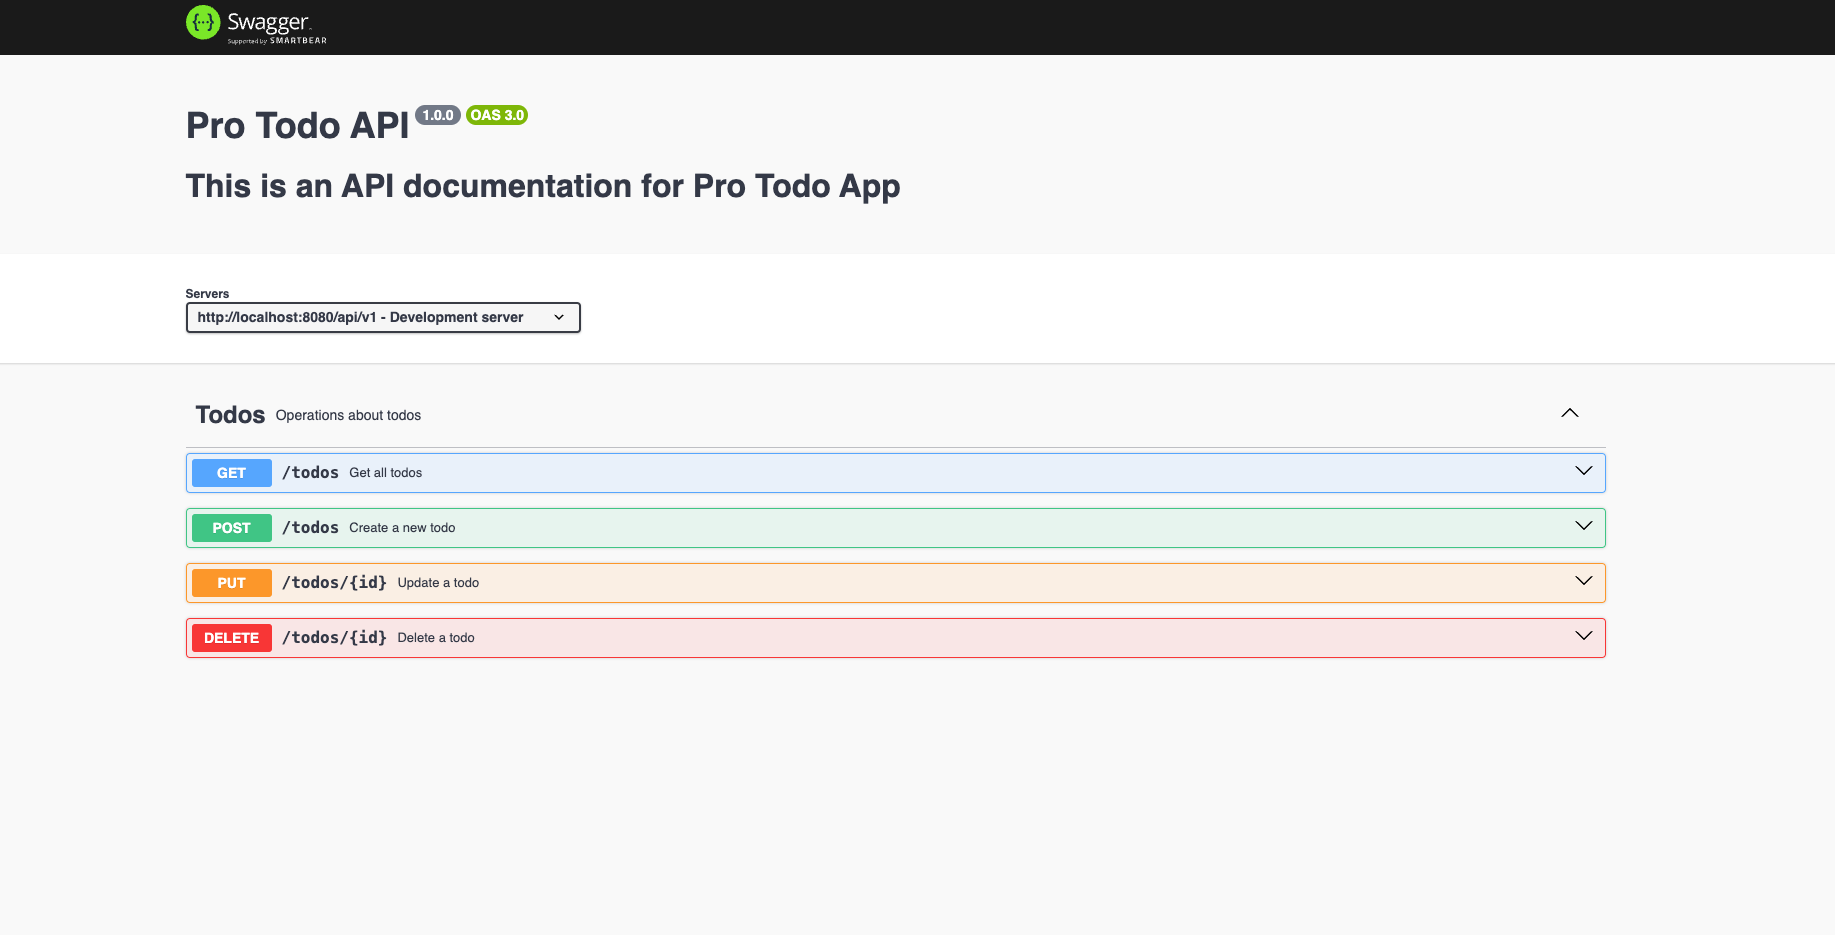 Swagger.
Supported by SMARTBEAR
Pro Todo API 1.0.0 OAS 3.0
This is an API documentation for Pro Todo App
Servers
http://localhost:8080/api/v1 - Development server
Todos Operations about todos
GET /todos Get all todos
POST /todos Create a new todo
PUT /todos/{id} Update a todo
DELETE /todos/{id} Delete a todo